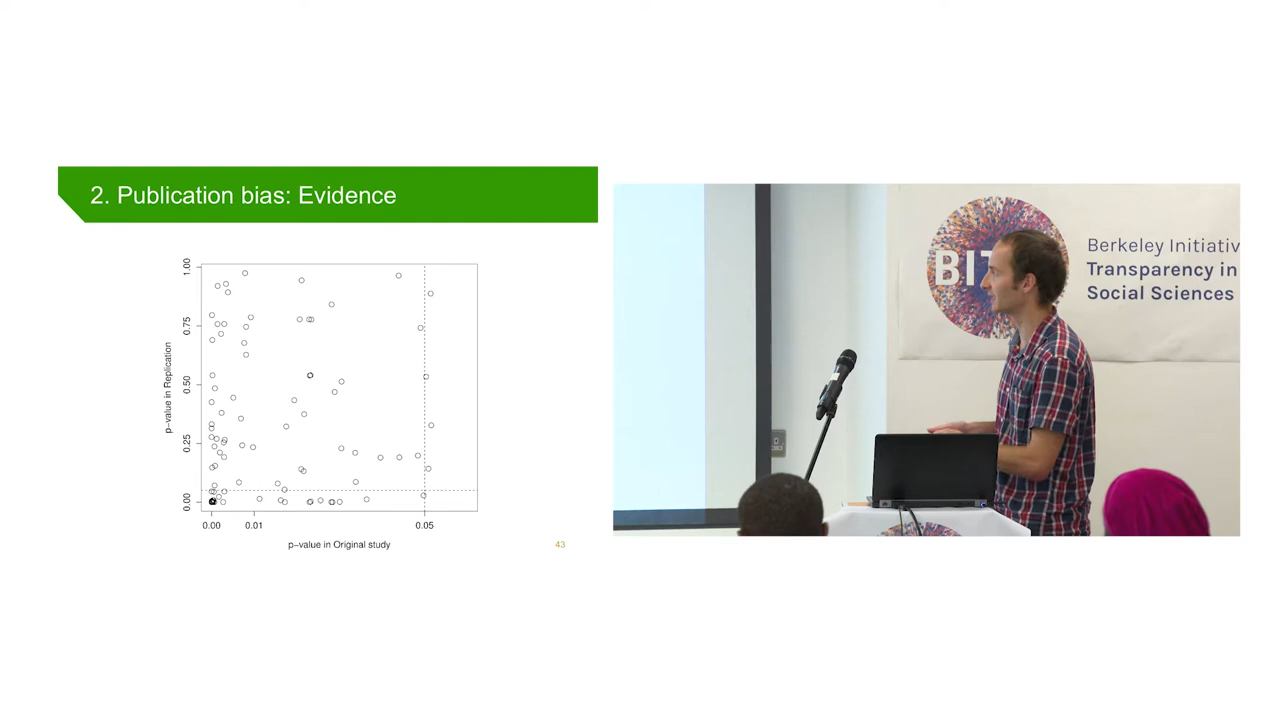 2. Publication bias: Evidence
1.00
0.75
0.50
0.25
0.00
p-value in Replication
0.00
0.01
0.05
p-value in Original study
43
BIT
Berkeley Initiativ
Transparency in
Social Sciences